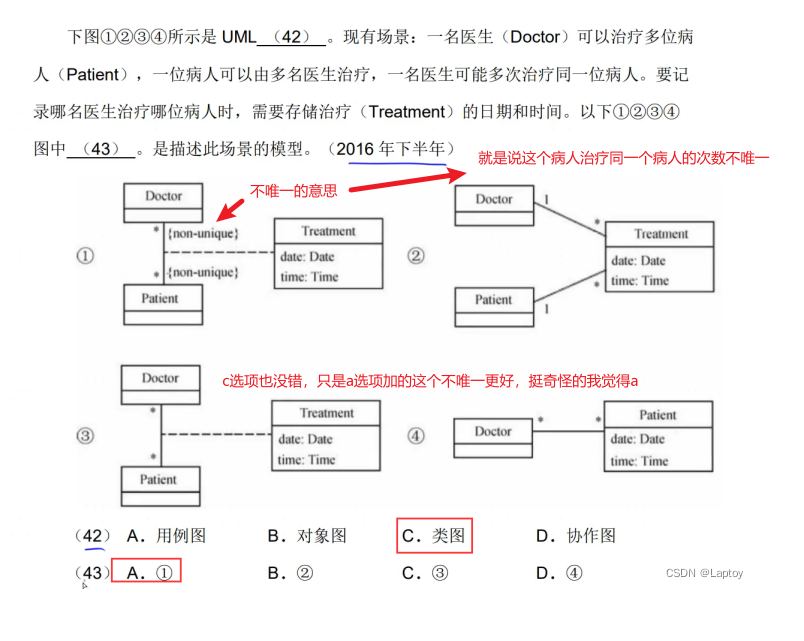 下图①②③④所示是 UML （42） 。现有场景：一名医生（Doctor）可以治疗多位病
人（Patient），一位病人可以由多名医生治疗，一名医生可能多次治疗同一位病人。要记
录哪名医生治疗哪位病人时，需要存储治疗（Treatment）的日期和时间。以下①②③④
图中 （43） 。是描述此场景的模型。（2016 年下半年）
就是说这个病人治疗同一个病人的次数不唯一
不唯一的意思
①
Doctor
*
{non-unique}
*
{non-unique}
Patient
Treatment
date: Date
time: Time
②
Doctor
1
*
Patient
1
*
Treatment
date: Date
time: Time
c选项也没错，只是a选项加的这个不唯一更好，挺奇怪的我觉得a
③
Doctor
*
*
Patient
Treatment
date: Date
time: Time
④
Doctor
*
*
Patient
date: Date
time: Time
（42） A．用例图 B．对象图 C．类图 D．协作图
（43） A．① B．② C．③ D．④
CSDN @Laptoy